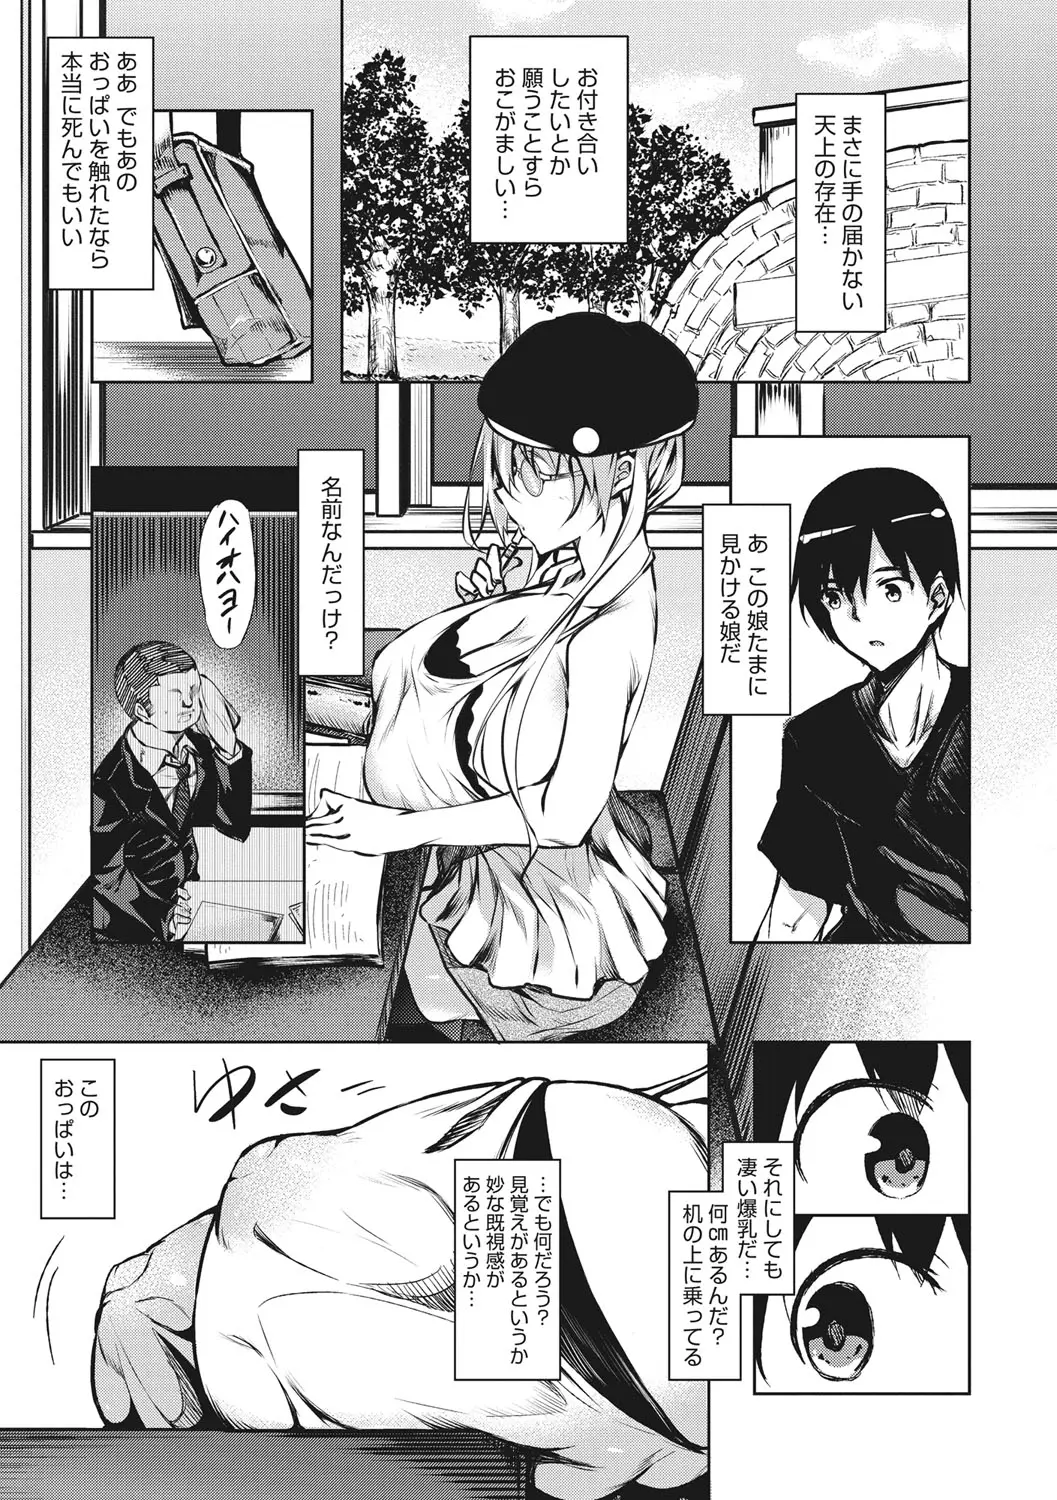 まさに手の届かない
天上の存在…
お付き合い
したいとか
願うことすら
おこがましい…
ああ でもあの
おっぱいを触れたなら
本当に死んでもいい
あ この娘たまに
見かける娘だ
名前なんだっけ？
ハイオハヨー
それにしても
凄い爆乳だ…
何㎝あるんだ？
机の上に乗ってる
…でも何だろう？
見覚えがあるというか
妙な既視感が
あるというか…
ゆさ…
この
おっぱいは…